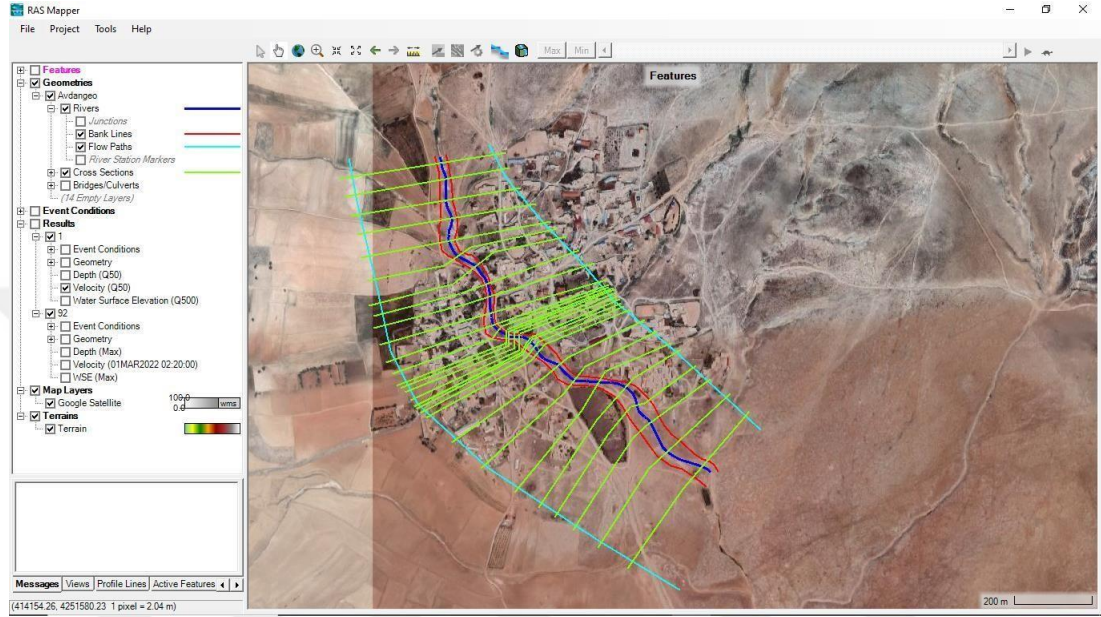 RAS Mapper
File Project Tools Help
Max Min
Features
Geometries
Avdangeo
Rivers
Junctions
Bank Lines
Flow Paths
River Station Markers
Cross Sections
Bridges/Culverts
(14 Empty Layers)
Event Conditions
Results
1
Event Conditions
Geometry
Depth (Q50)
Velocity (Q50)
Water Surface Elevation (Q500)
92
Event Conditions
Geometry
Depth (Max)
Velocity (01MAR2022 02:20:00)
WSE (Max)
Map Layers
Google Satellite
100.0
0.0
wms
Terrains
Terrain
Features
200 m
Messages Views Profile Lines Active Features
(414154.26, 4251580.23 1 pixel = 2.04 m)